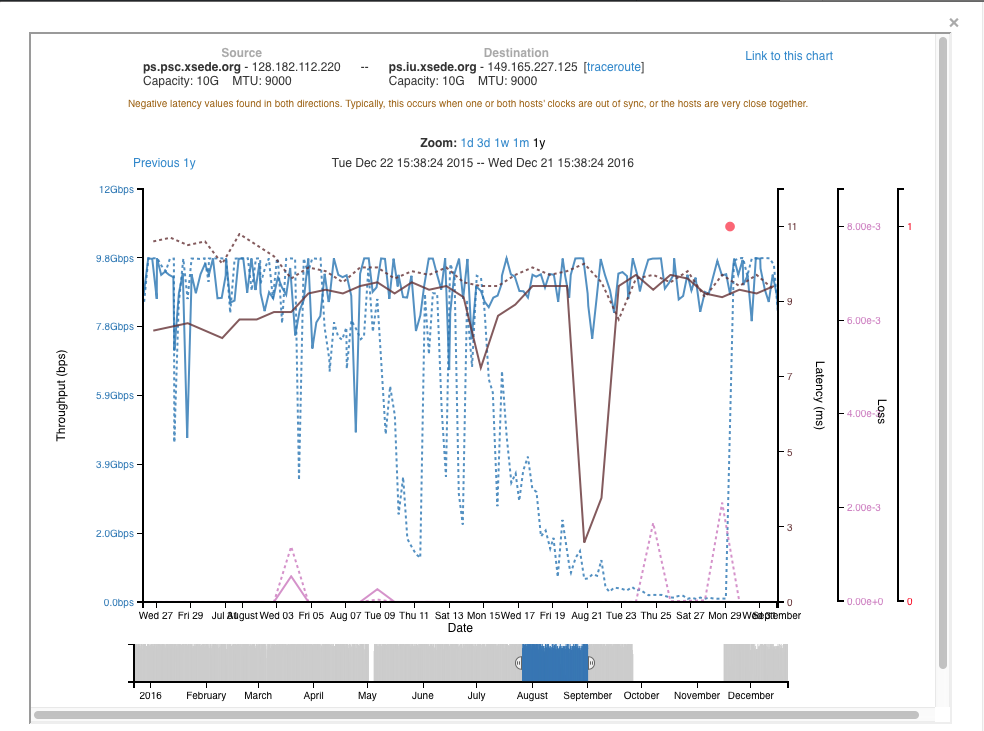 ×
Source Destination
ps.psc.xsede.org - 128.182.112.220 -- ps.iu.xsede.org - 149.165.227.125 [traceroute]
Link to this chart
Capacity: 10G MTU: 9000 Capacity: 10G MTU: 9000
Negative latency values found in both directions. Typically, this occurs when one or both hosts' clocks are out of sync, or the hosts are very close together.
Zoom: 1d 3d 1w 1m 1y
Previous 1y
Tue Dec 22 15:38:24 2015 -- Wed Dec 21 15:38:24 2016
12Gbps
9.8Gbps
7.8Gbps
5.9Gbps
3.9Gbps
2.0Gbps
0.0bps
Throughput (bps)
11
9
7
5
3
0
Latency (ms)
8.00e-3
6.00e-3
4.00e-3
2.00e-3
0.00e+0
Loss
1
0
Wed 27 Fri 29 Jul 31 August Wed 03 Fri 05 Aug 07 Tue 09 Thu 11 Sat 13 Mon 15 Wed 17 Fri 19 Aug 21 Tue 23 Thu 25 Sat 27 Mon 29 Wed 31 September
Date
2016 February March April May June July August September October November December